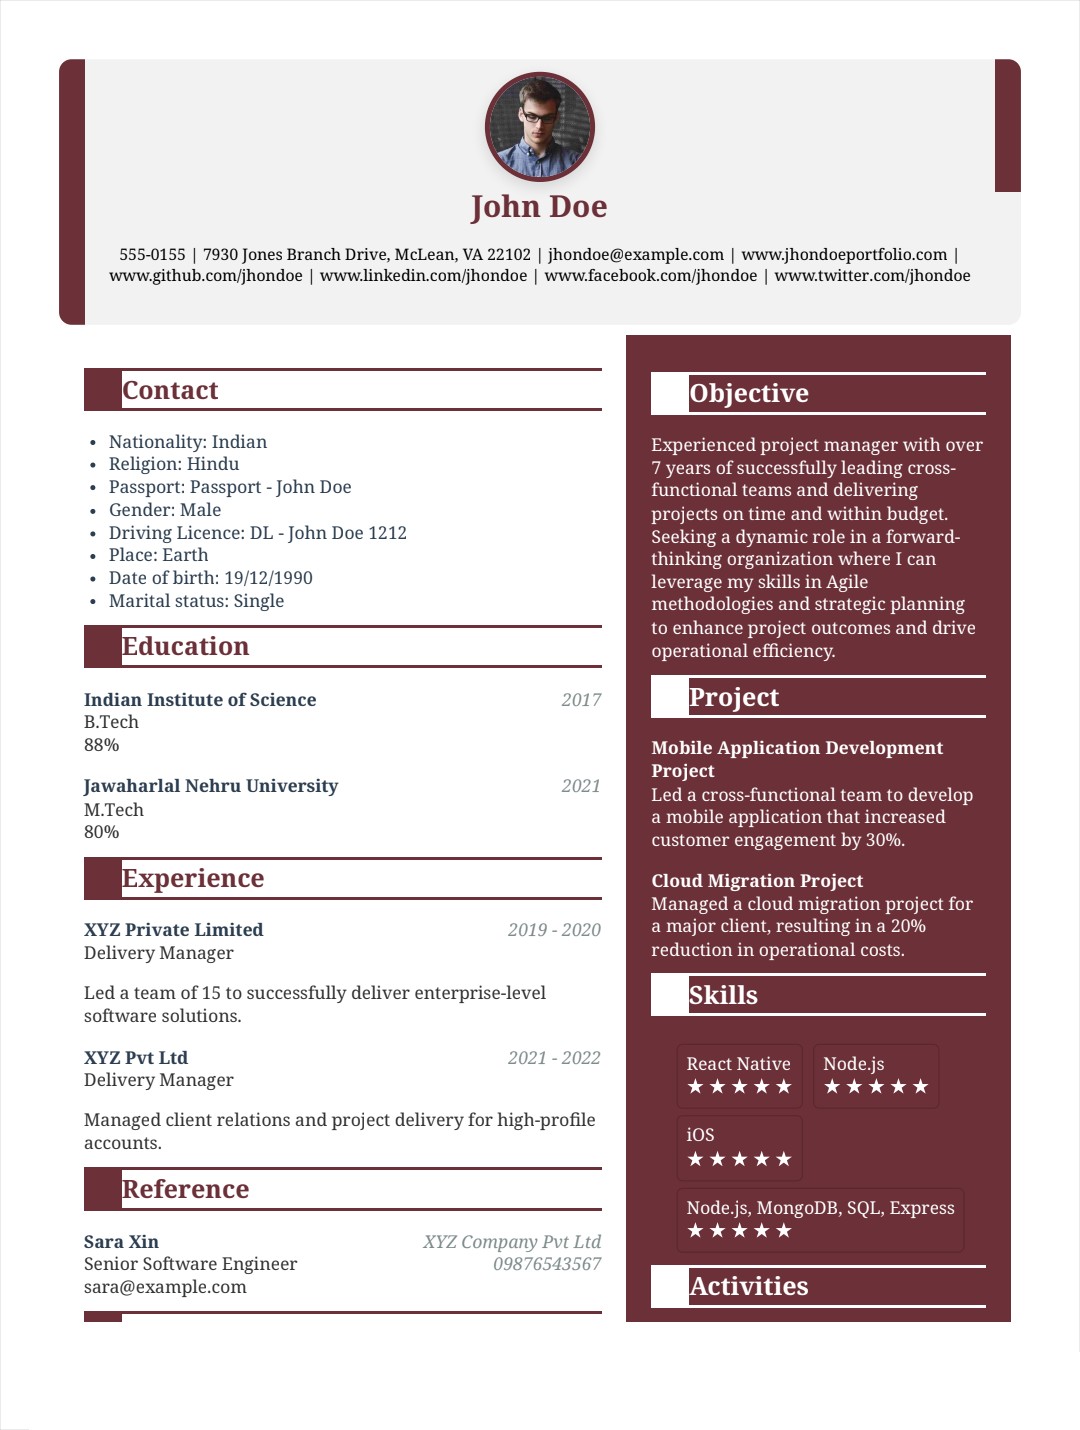 John Doe
555-0155 | 7930 Jones Branch Drive, McLean, VA 22102 | jhondoe@example.com | www.jhondoeportfolio.com |
www.github.com/jhondoe | www.linkedin.com/jhondoe | www.facebook.com/jhondoe | www.twitter.com/jhondoe
Contact
• Nationality: Indian
• Religion: Hindu
• Passport: Passport - John Doe
• Gender: Male
• Driving Licence: DL - John Doe 1212
• Place: Earth
• Date of birth: 19/12/1990
• Marital status: Single
Education
Indian Institute of Science 2017
B.Tech
88%
Jawaharlal Nehru University 2021
M.Tech
80%
Experience
XYZ Private Limited 2019 - 2020
Delivery Manager
Led a team of 15 to successfully deliver enterprise-level
software solutions.
XYZ Pvt Ltd 2021 - 2022
Delivery Manager
Managed client relations and project delivery for high-profile
accounts.
Reference
Sara Xin XYZ Company Pvt Ltd
Senior Software Engineer 09876543567
sara@example.com
Objective
Experienced project manager with over
7 years of successfully leading cross-
functional teams and delivering
projects on time and within budget.
Seeking a dynamic role in a forward-
thinking organization where I can
leverage my skills in Agile
methodologies and strategic planning
to enhance project outcomes and drive
operational efficiency.
Project
Mobile Application Development
Project
Led a cross-functional team to develop
a mobile application that increased
customer engagement by 30%.
Cloud Migration Project
Managed a cloud migration project for
a major client, resulting in a 20%
reduction in operational costs.
Skills
React Native Node.js
★★★★★ ★★★★★
iOS
★★★★★
Node.js, MongoDB, SQL, Express
★★★★★
Activities